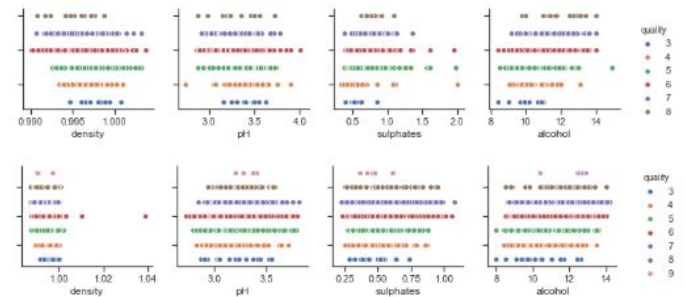 quality
3
4
5
6
7
8
0.990 0.995 1.000
density
3.0 3.5 4.0
pH
0.5 1.0 1.5 2.0
sulphates
8 10 12 14
alcohol
quality
3
4
5
6
7
8
9
1.00 1.02 1.04
density
3.0 3.5
pH
0.25 0.50 0.75 1.00
sulphates
8 10 12 14
alcohol